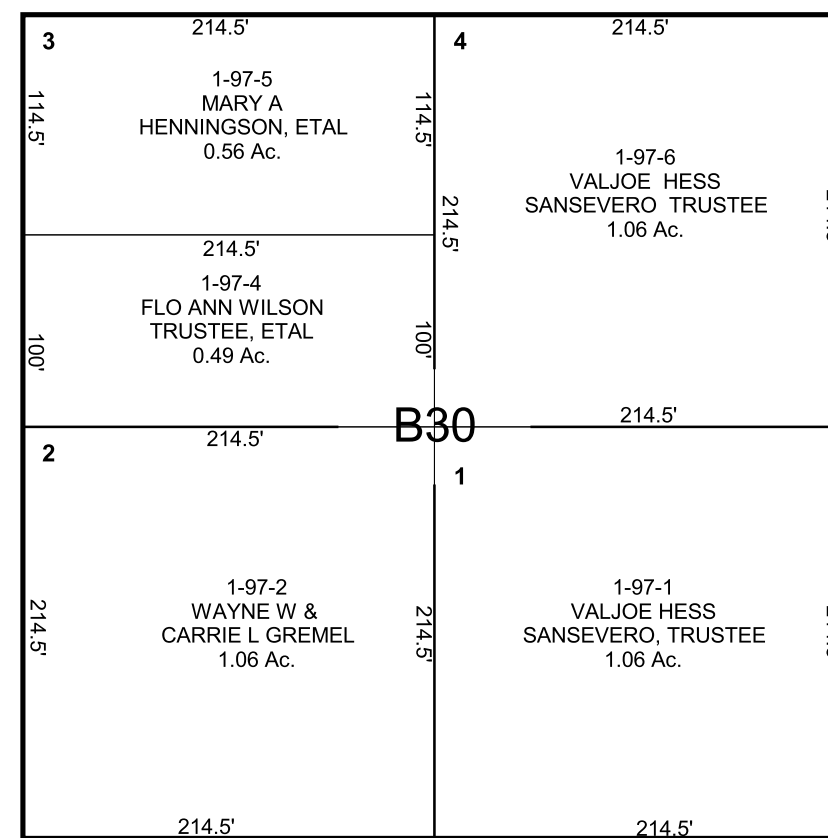 3
214.5'
114.5'
1-97-5
MARY A
HENNINGSON, ETAL
0.56 Ac.
114.5'
4
214.5'
1-97-6
VALJOE HESS
SANSEVERO TRUSTEE
1.06 Ac.
214.5'
214.5'
1-97-4
FLO ANN WILSON
TRUSTEE, ETAL
0.49 Ac.
100'
100'
214.5'
B30
214.5'
2
214.5'
1-97-2
WAYNE W &
CARRIE L GREMEL
1.06 Ac.
214.5'
214.5'
1
1-97-1
VALJOE HESS
SANSEVERO, TRUSTEE
1.06 Ac.
214.5'